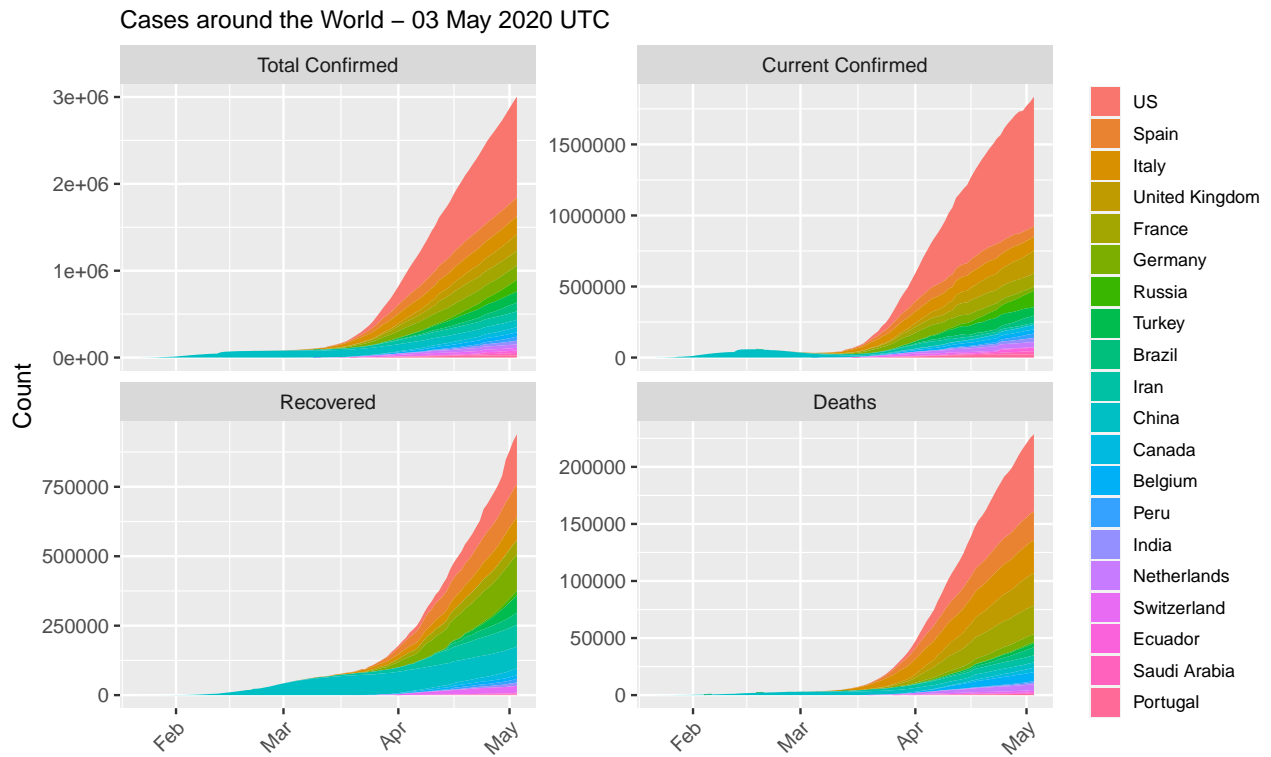 Cases around the World – 03 May 2020 UTC
Total Confirmed
Current Confirmed
3e+06
2e+06
1e+06
0e+00
1500000
1000000
500000
0
Count
Recovered
Deaths
750000
500000
250000
0
200000
150000
100000
50000
0
Feb
Mar
Apr
May
Feb
Mar
Apr
May
US
Spain
Italy
United Kingdom
France
Germany
Russia
Turkey
Brazil
Iran
China
Canada
Belgium
Peru
India
Netherlands
Switzerland
Ecuador
Saudi Arabia
Portugal